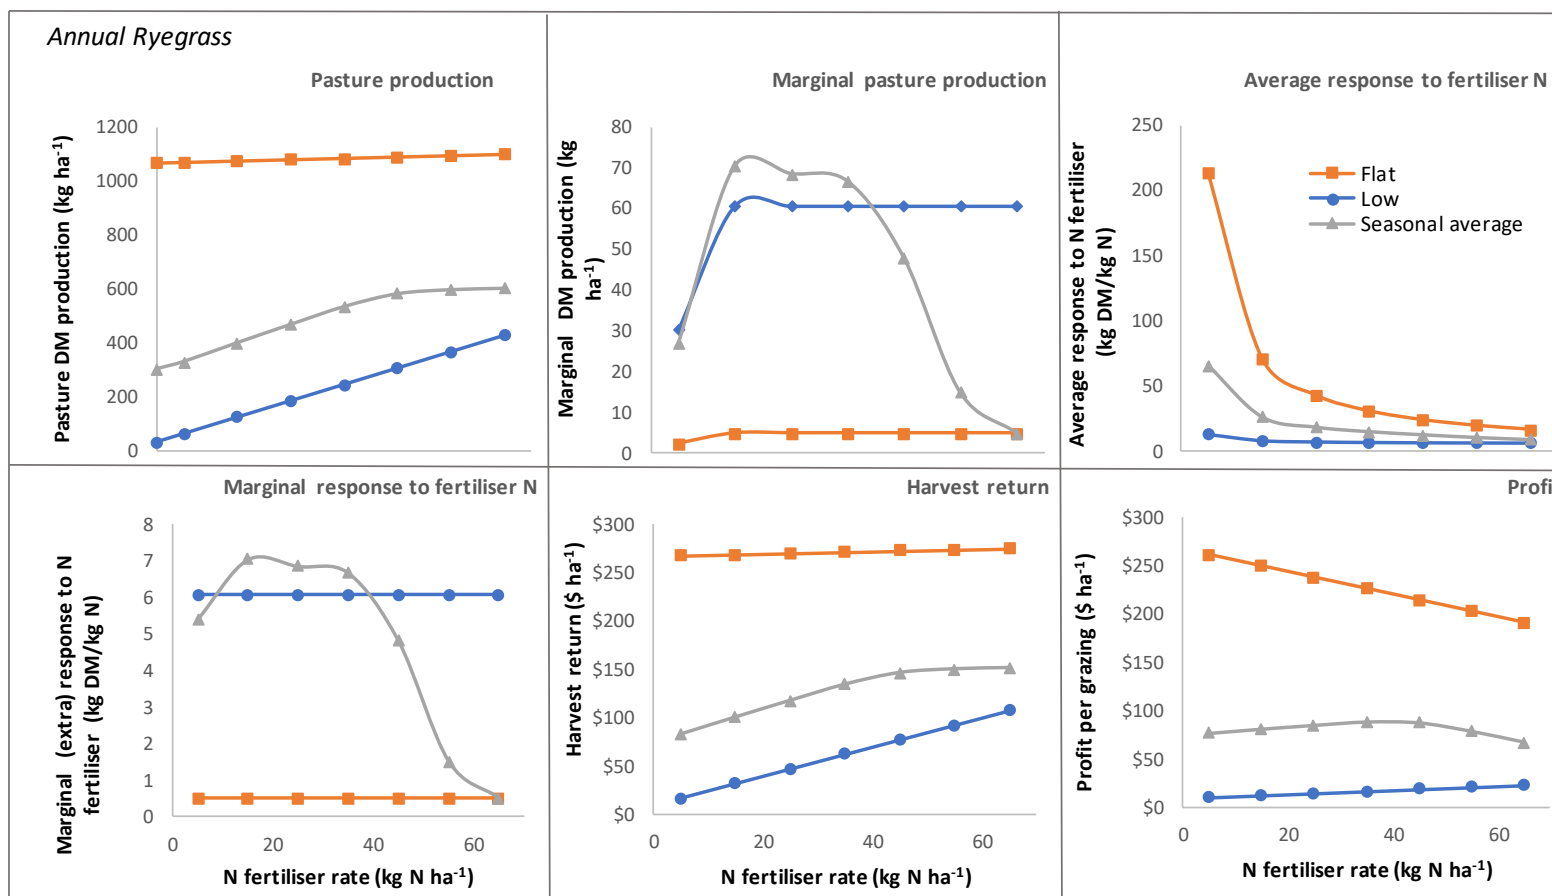 Annual Ryegrass
Pasture production
Pasture DM production (kg ha⁻¹)
1200
1000
800
600
400
200
0
Marginal pasture production
Marginal DM production (kg
ha⁻¹)
80
70
60
50
40
30
20
10
0
Average response to fertiliser N
Average response to N fertiliser
(kg DM/kg N)
250
200
150
100
50
0
Flat
Low
Seasonal average
Marginal response to fertiliser N
Marginal (extra) response to N
fertiliser (kg DM/kg N)
8
7
6
5
4
3
2
1
0
0 20 40 60
N fertiliser rate (kg N ha⁻¹)
Harvest return
Harvest return ($ ha⁻¹)
$300
$250
$200
$150
$100
$50
$0
0 20 40 60
N fertiliser rate (kg N ha⁻¹)
Profi
Profit per grazing ($ ha⁻¹)
$300
$250
$200
$150
$100
$50
$0
0 20 40 60
N fertiliser rate (kg N ha⁻¹)